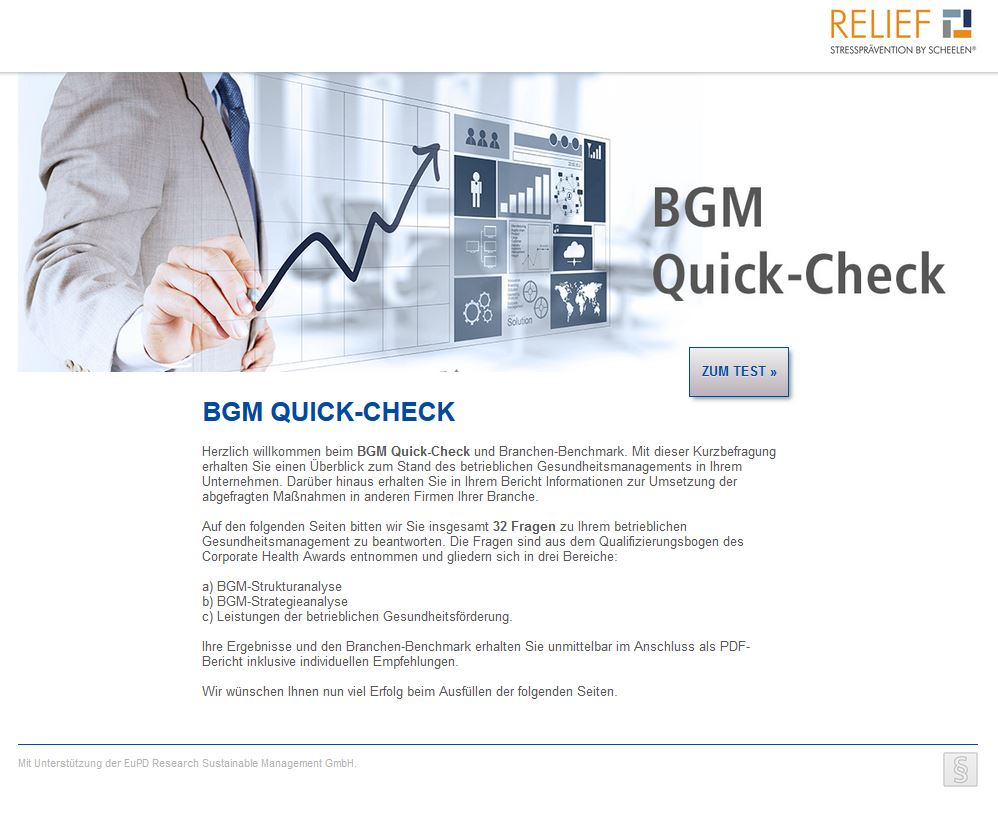 RELIEF
STRESSPRÄVENTION BY SCHEELEN®
Solution
BGM
Quick-Check
ZUM TEST »
BGM QUICK-CHECK
Herzlich willkommen beim BGM Quick-Check und Branchen-Benchmark. Mit dieser Kurzbefragung
erhalten Sie einen Überblick zum Stand des betrieblichen Gesundheitsmanagements in Ihrem
Unternehmen. Darüber hinaus erhalten Sie in Ihrem Bericht Informationen zur Umsetzung der
abgefragten Maßnahmen in anderen Firmen Ihrer Branche.
Auf den folgenden Seiten bitten wir Sie insgesamt 32 Fragen zu Ihrem betrieblichen
Gesundheitsmanagement zu beantworten. Die Fragen sind aus dem Qualifizierungsbogen des
Corporate Health Awards entnommen und gliedern sich in drei Bereiche:
a) BGM-Strukturanalyse
b) BGM-Strategieanalyse
c) Leistungen der betrieblichen Gesundheitsförderung.
Ihre Ergebnisse und den Branchen-Benchmark erhalten Sie unmittelbar im Anschluss als PDF-
Bericht inklusive individuellen Empfehlungen.
Wir wünschen Ihnen nun viel Erfolg beim Ausfüllen der folgenden Seiten.
Mit Unterstützung der EuPD Research Sustainable Management GmbH.
§